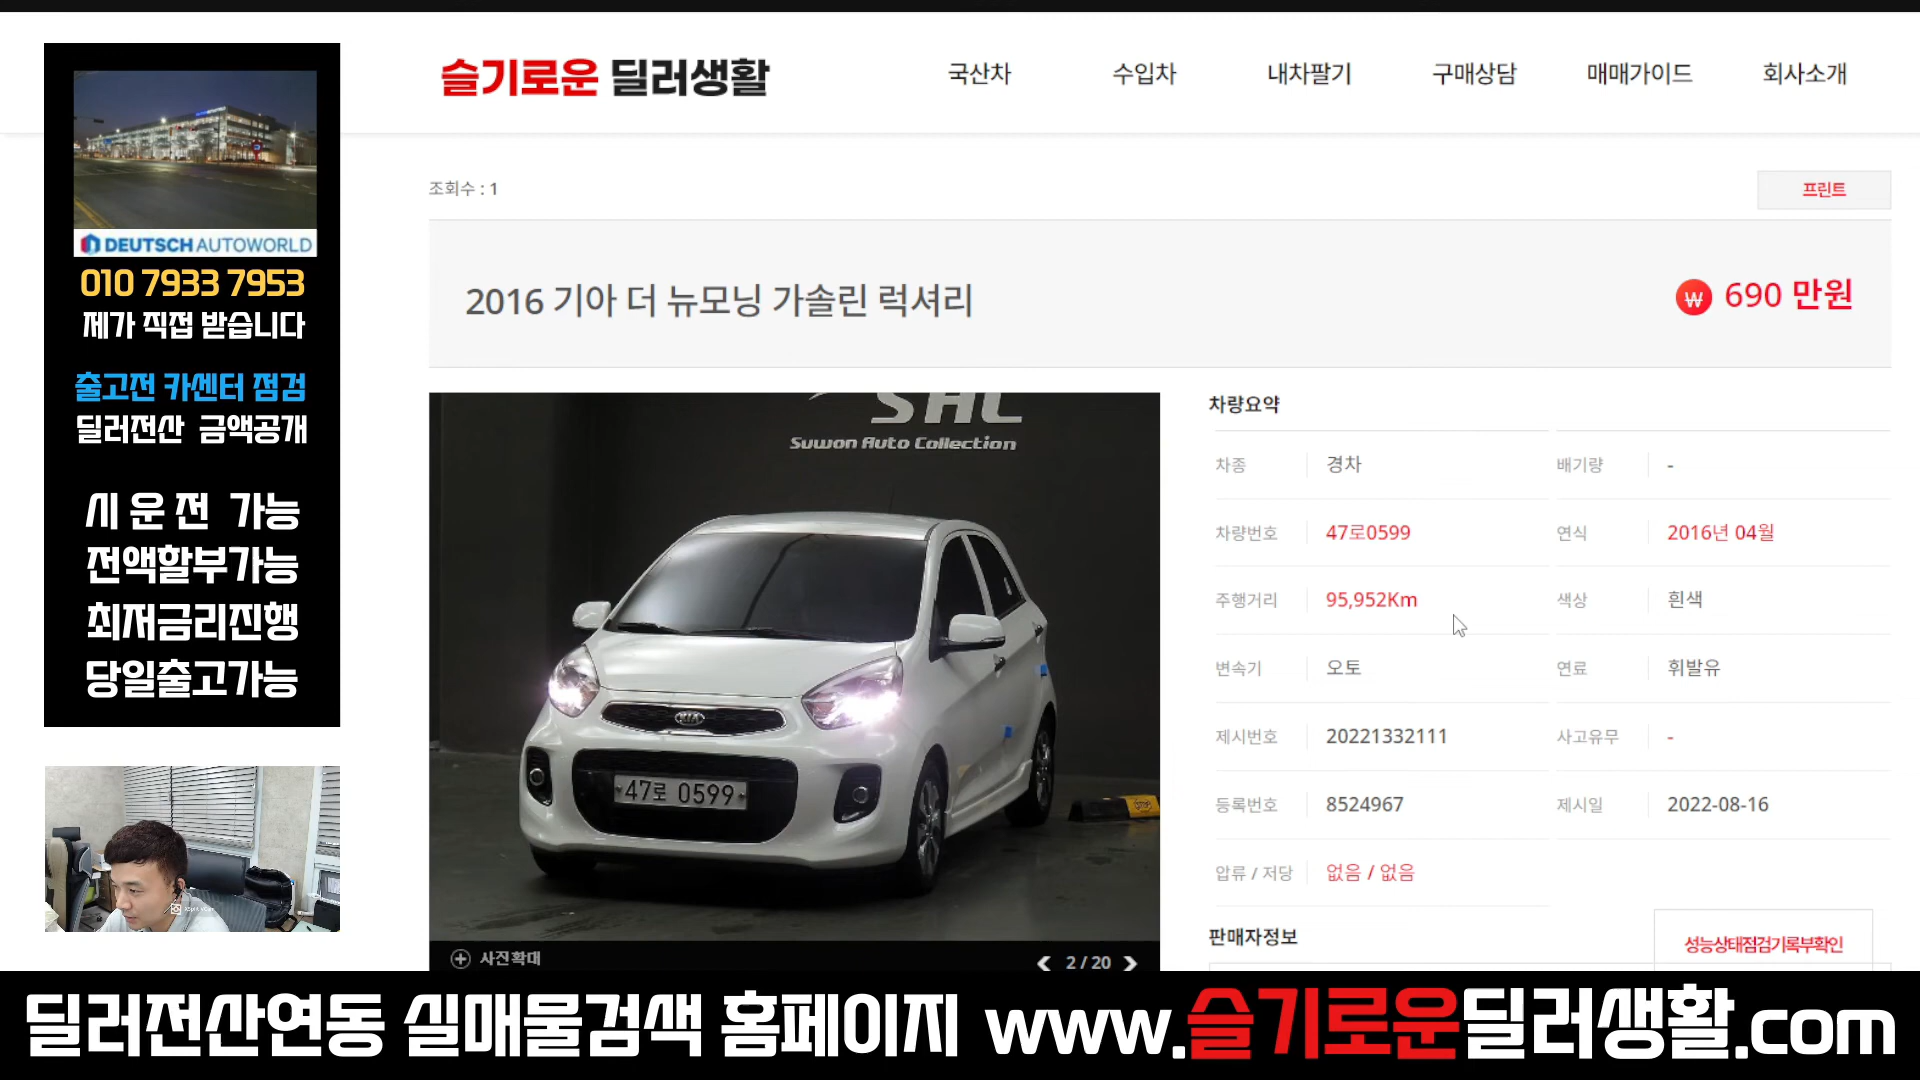 DEUTSCH AUTOWORLD
010 7933 7953
제가 직접 받습니다
출고전 카센터 점검
딜러전산 금액공개
시 운 전 가능
전액할부가능
최저금리진행
당일출고가능
슬기로운 딜러생활
국산차 수입차 내차팔기 구매상담 매매가이드 회사소개
조회수 : 1
프린트
2016 기아 더 뉴모닝 가솔린 럭셔리
₩ 690 만원
Suwon Auto Collection
KIA
47로 0599
사진확대
2 / 20
차량요약
차종 경차 배기량 -
차량번호 47로0599 연식 2016년 04월
주행거리 95,952Km 색상 흰색
변속기 오토 연료 휘발유
제시번호 20221332111 사고유무 -
등록번호 8524967 제시일 2022-08-16
압류 / 저당 없음 / 없음
판매자정보
성능상태점검기록부확인
딜러전산연동 실매물검색 홈페이지 www.슬기로운딜러생활.com